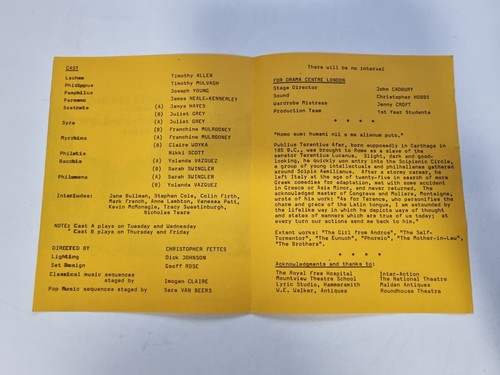 CAST
Laches Timothy ALLEN
Phidippus Timothy MULVAGH
Pamphilus Joseph YOUNG
Parmeno James NEALE-KENNERLEY
Sostrata (A) Janys HAYES
(B) Juliet GREY
Syra (A) Juliet GREY
(B) Franchine MULROONEY
Myrrhina (A) Franchine MULROONEY
(B) Claire WOYKA
Philotis Nikki SCOTT
Bacchis (A) Yolanda VAZQUEZ
(B) Sarah SWINGLER
Philumena (A) Sarah SWINGLER
(B) Yolanda VAZQUEZ
Interludes: Jane Bullman, Stephen Cole, Colin Firth,
Mark Franch, Anne Lambton, Vanessa Pett,
Kevin McMonagle, Tracy Sweetinburgh,
Nicholas Teare
NOTE: Cast A plays on Tuesday and Wednesday
Cast B plays on Thursday and Friday
DIRECTED BY CHRISTOPHER FETTES
Lighting Dick JOHNSON
Set Design Geoff ROSE
Classical music sequences
staged by Imogen CLAIRE
Pop Music sequences staged by Sara VAN BEERS
There will be no interval
FOR DRAMA CENTRE LONDON
Stage Director John CADBURY
Sound Christopher HOBBS
Wardrobe Mistress Jenny CROFT
Production Team 1st Year Students
* * * *
"Homo sum: humani nil a me alienum puto."
Publius Terentius Afer, born supposedly in Carthage in
185 B.C., was brought to Rome as a slave of the
senator Terentius Lucanus. Slight, dark and good-
looking, he quickly won entry into the Scipionic Circle,
a group of young intellectuals and philhellenes gathered
around Scipio Aemilianus. After a stormy career, he
left Italy at the age of twenty-five in search of more
Greek comedies for adaptation, met with some accident
in Greece or Asia Minor, and never returned. The
acknowledged master of Congreve and Moliere, Montaigne,
wrote of his work: "As for Terence, who personifies the
charm and grace of the Latin tongue, I am astounded by
the lifelike way in which he depicts ways of thought
and states of manners which are true of us today; at
every turn our actions send me back to him."
Extant works: "The Girl from Andros", "The Self-
Tormentor", "The Eunuch", "Phormio", "The Mother-in-Law",
"The Brothers".
* * * *
Acknowledgments and thanks to:
The Royal Free Hospital Inter-Action
Mountview Theatre School The National Theatre
Lyric Studio, Hammersmith Maldan Antiques
W.E. Walker, Antiques Roundhouse Theatre